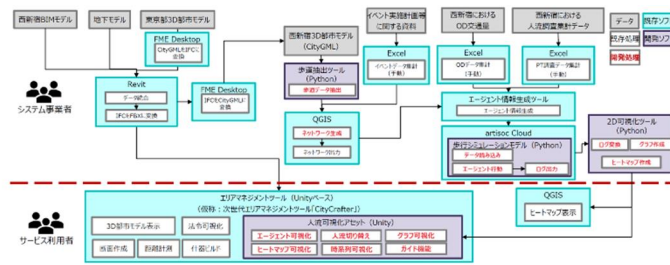 西新宿BIMモデル
地下モデル
東京都3D都市モデル
FME Desktop
CityGMLをIFCに
変換
Revit
データ統合
IFCをFBXに変換
FME Desktop
IFCをCityGMLに
変換
西新宿3D都市モデル
(CityGML)
歩道抽出ツール
(Python)
歩道データ抽出
イベント実施計画等
に関する資料
Excel
イベントデータ集計
(手動)
西新宿における
OD交通量
Excel
ODデータ集計
(手動)
西新宿における
人流調査集計データ
Excel
PT調査データ集計
(手動)
データ
既存処理
開発処理
既存ソフ
開発ソフ
システム事業者
QGIS
ネットワーク生成
ネットワーク出力
エージェント情報生成ツール
エージェント情報生成
artisoc Cloud
歩行シミュレーションモデル (Python)
データ読み込み
エージェント行動
ログ出力
2D可視化ツール
(Python)
ログ変換
グラフ作成
ヒートマップ作成
サービス利用者
エリアマネジメントツール (Unityベース)
(仮称:次世代エリアマネジメントツール「CityCrafter」)
3D都市モデル表示
法令可視化
断面作成
距離計測
什器ビルド
人流可視化アセット (Unity)
エージェント可視化
人流切り替え
グラフ可視化
ヒートマップ可視化
時系列可視化
ガイド機能
QGIS
ヒートマップ表示